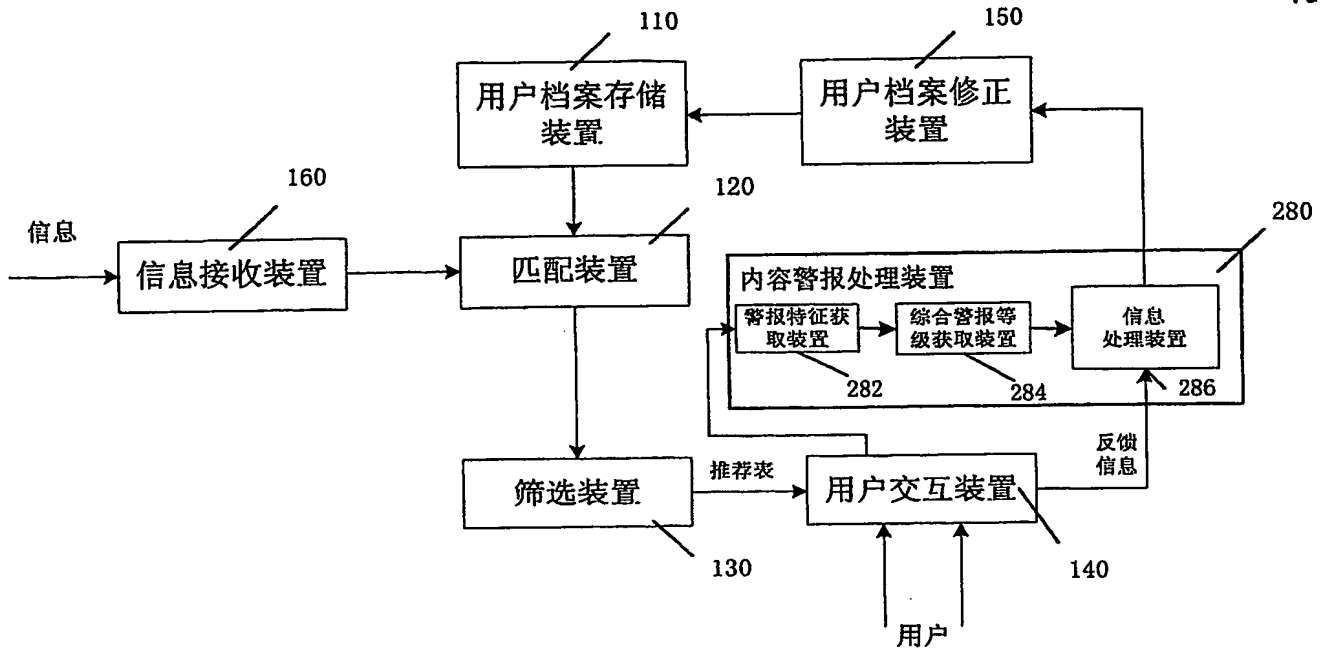 110
150
用户档案存储
装置
用户档案修正
装置
160
120
280
信息
信息接收装置
匹配装置
内容警报处理装置
警报特征获
取装置
综合警报等
级获取装置
信息
处理装置
282
284
286
反馈
信息
筛选装置
推荐表
用户交互装置
130
140
用户